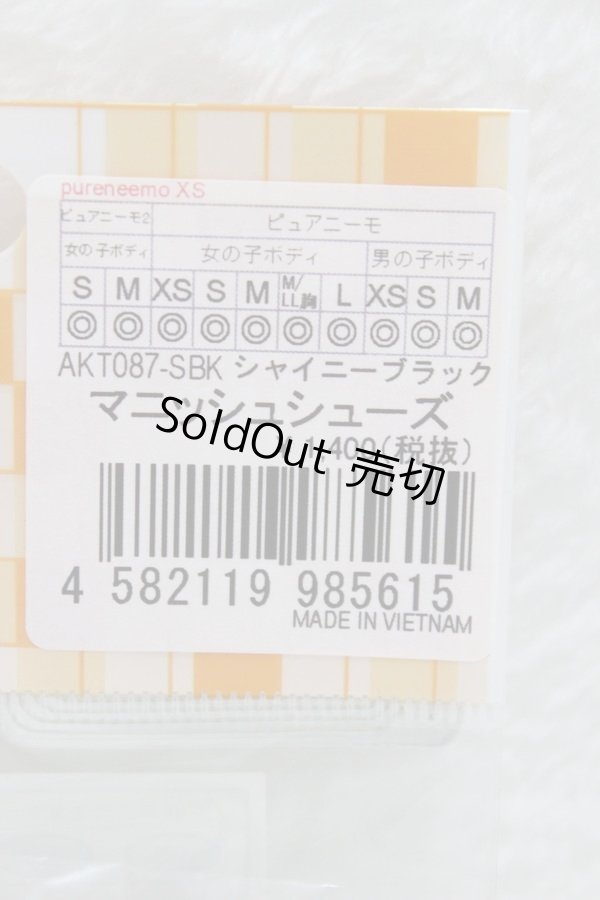 pureneemo XS
ピュアニーモ2 ピュアニーモ
女の子ボディ 女の子ボディ 男の子ボディ
S M XS S M M/LL胸 L XS S M
◎ ◎ ◎ ◎ ◎ ◎ ◎ ◎ ◎ ◎
AKT087-SBK シャイニーブラック
マニッシュシューズ
1,400(税抜)
SoldOut 売切
4 582119 985615
MADE IN VIETNAM